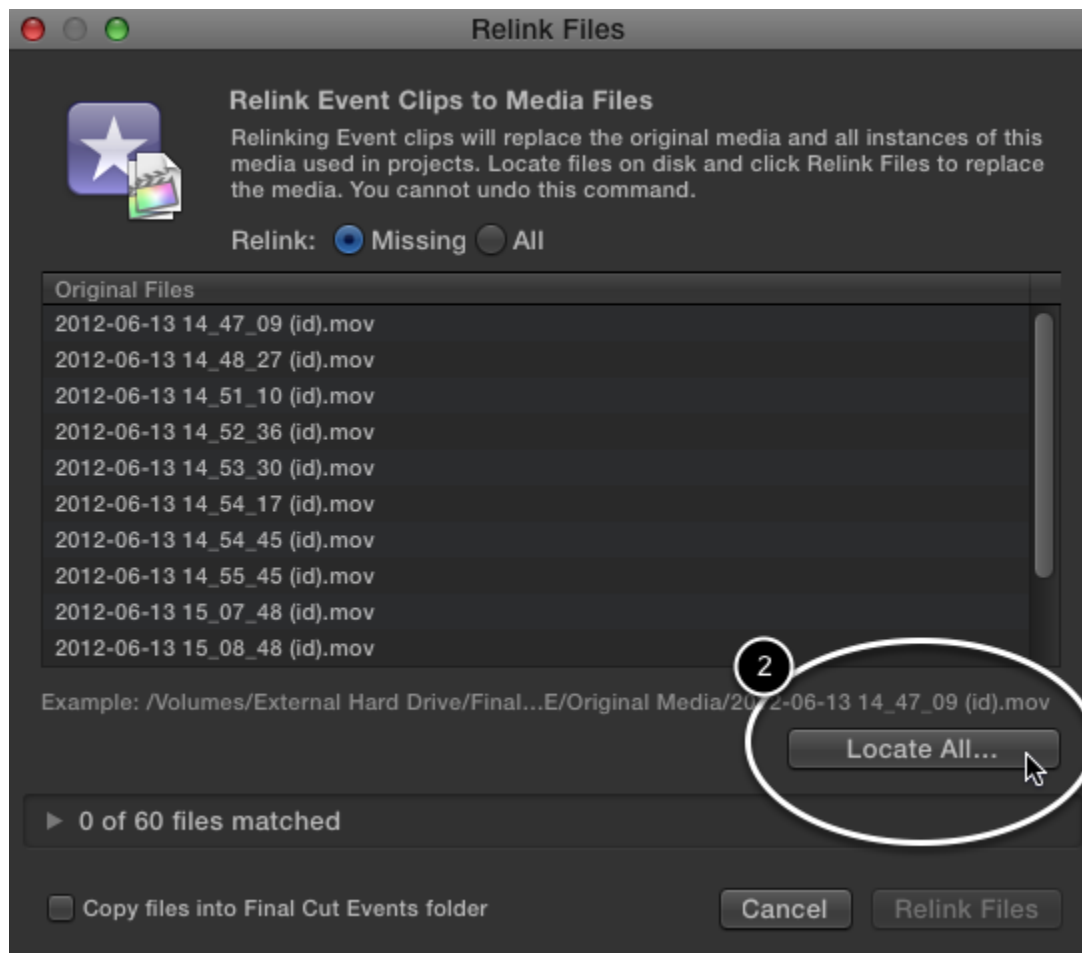 Relink Files
Relink Event Clips to Media Files
Relinking Event clips will replace the original media and all instances of this
media used in projects. Locate files on disk and click Relink Files to replace
the media. You cannot undo this command.
Relink: Missing All
Original Files
2012-06-13 14_47_09 (id).mov
2012-06-13 14_48_27 (id).mov
2012-06-13 14_51_10 (id).mov
2012-06-13 14_52_36 (id).mov
2012-06-13 14_53_30 (id).mov
2012-06-13 14_54_17 (id).mov
2012-06-13 14_54_45 (id).mov
2012-06-13 14_55_45 (id).mov
2012-06-13 15_07_48 (id).mov
2012-06-13 15_08_48 (id).mov
2
Example: /Volumes/External Hard Drive/Final...E/Original Media/2012-06-13 14_47_09 (id).mov
Locate All...
0 of 60 files matched
Copy files into Final Cut Events folder
Cancel
Relink Files